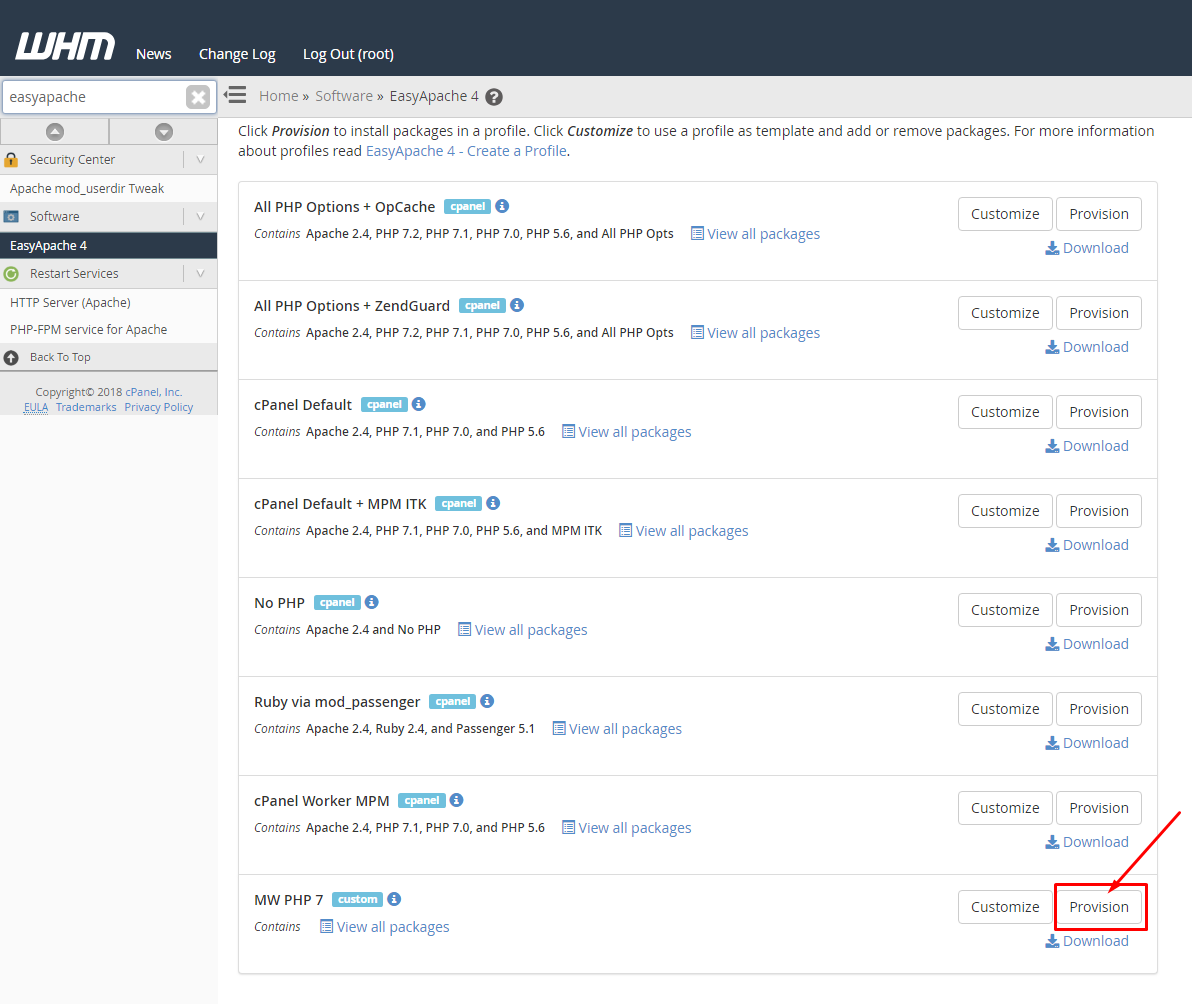 WHM News Change Log Log Out (root)
easyapache
Home » Software » EasyApache 4
Security Center
Apache mod_userdir Tweak
Software
EasyApache 4
Restart Services
HTTP Server (Apache)
PHP-FPM service for Apache
Back To Top
Copyright© 2018 cPanel, Inc.
EULA Trademarks Privacy Policy
Click Provision to install packages in a profile. Click Customize to use a profile as template and add or remove packages. For more information
about profiles read EasyApache 4 - Create a Profile.
All PHP Options + OpCache cpanel
Customize Provision
Contains Apache 2.4, PHP 7.2, PHP 7.1, PHP 7.0, PHP 5.6, and All PHP Opts View all packages
Download
All PHP Options + ZendGuard cpanel
Customize Provision
Contains Apache 2.4, PHP 7.2, PHP 7.1, PHP 7.0, PHP 5.6, and All PHP Opts View all packages
Download
cPanel Default cpanel
Customize Provision
Contains Apache 2.4, PHP 7.1, PHP 7.0, and PHP 5.6 View all packages
Download
cPanel Default + MPM ITK cpanel
Customize Provision
Contains Apache 2.4, PHP 7.1, PHP 7.0, PHP 5.6, and MPM ITK View all packages
Download
No PHP cpanel
Customize Provision
Contains Apache 2.4 and No PHP View all packages
Download
Ruby via mod_passenger cpanel
Customize Provision
Contains Apache 2.4, Ruby 2.4, and Passenger 5.1 View all packages
Download
cPanel Worker MPM cpanel
Customize Provision
Contains Apache 2.4, PHP 7.1, PHP 7.0, and PHP 5.6 View all packages
Download
MW PHP 7 custom
Customize Provision
Contains View all packages
Download